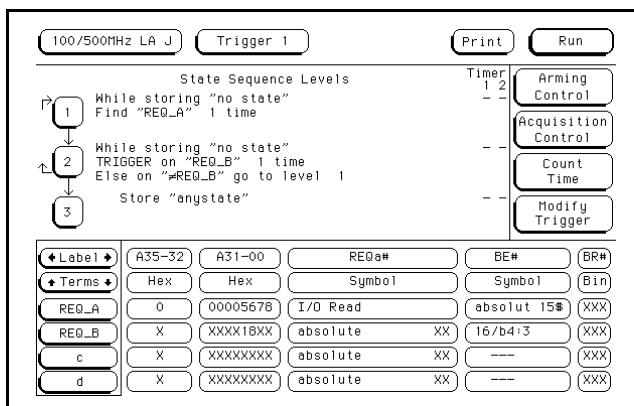 100/500MHz LA J Trigger 1 Print Run
State Sequence Levels Timer
1 2
Arming
Control
1 While storing "no state" - -
Find "REQ_A" 1 time
Acquisition
Control
2 While storing "no state" - -
TRIGGER on "REQ_B" 1 time
Else on "≠REQ_B" go to level 1
Count
Time
3 Store "anystate" - -
Modify
Trigger
Label A35-32 A31-00 REQa# BE# BR#
Terms Hex Hex Symbol Symbol Bin
REQ_A 0 00005678 I/O Read absolut 15$ XXX
REQ_B X XXXX18XX absolute XX 16/b4:3 XXX
c X XXXXXXXX absolute XX --- XXX
d X XXXXXXXX absolute XX --- XXX